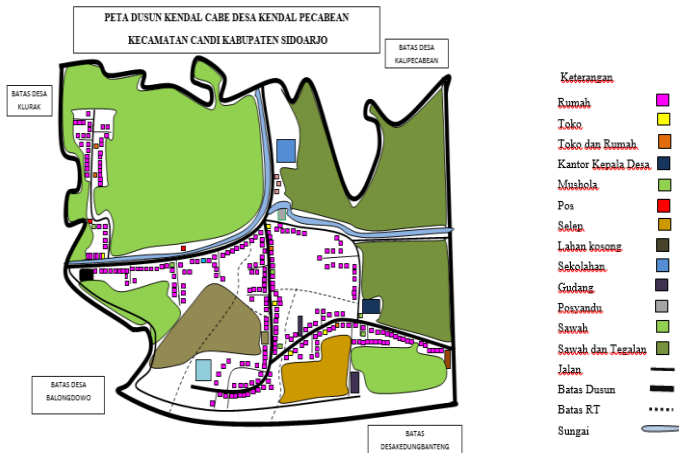 PETA DUSUN KENDAL CABE DESA KENDAL PECABEAN
KECAMATAN CANDI KABUPATEN SIDOARJO
BATAS DESA
KALIPECABEAN
BATAS DESA
KLURAK
BATAS DESA
BALONGDOWO
BATAS
DESAKEDUNGBANTENG
Keterangan
Rumah
Toko
Toko dan Rumah
Kantor Kepala Desa
Mushola
Pos
Selep
Lahan kosong
Sekolahan
Gudang
Posyandu
Sawah
Sawah dan Tegalan
Jalan
Batas Dusun
Batas RT
Sungai